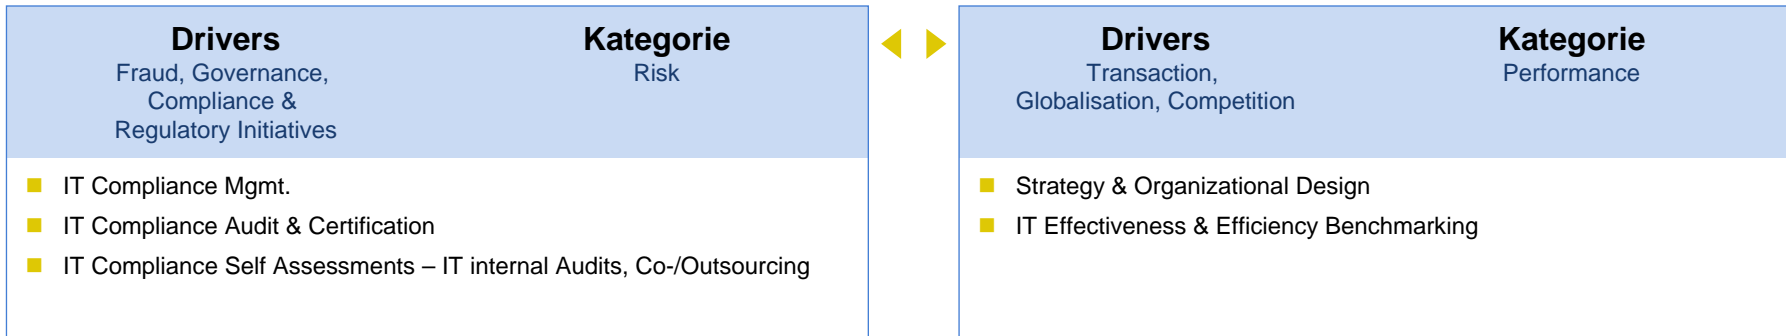 Drivers
Fraud, Governance,
Compliance &
Regulatory Initiatives
Kategorie
Risk
IT Compliance Mgmt.
IT Compliance Audit & Certification
IT Compliance Self Assessments – IT internal Audits, Co-/Outsourcing
Drivers
Transaction,
Globalisation, Competition
Kategorie
Performance
Strategy & Organizational Design
IT Effectiveness & Efficiency Benchmarking